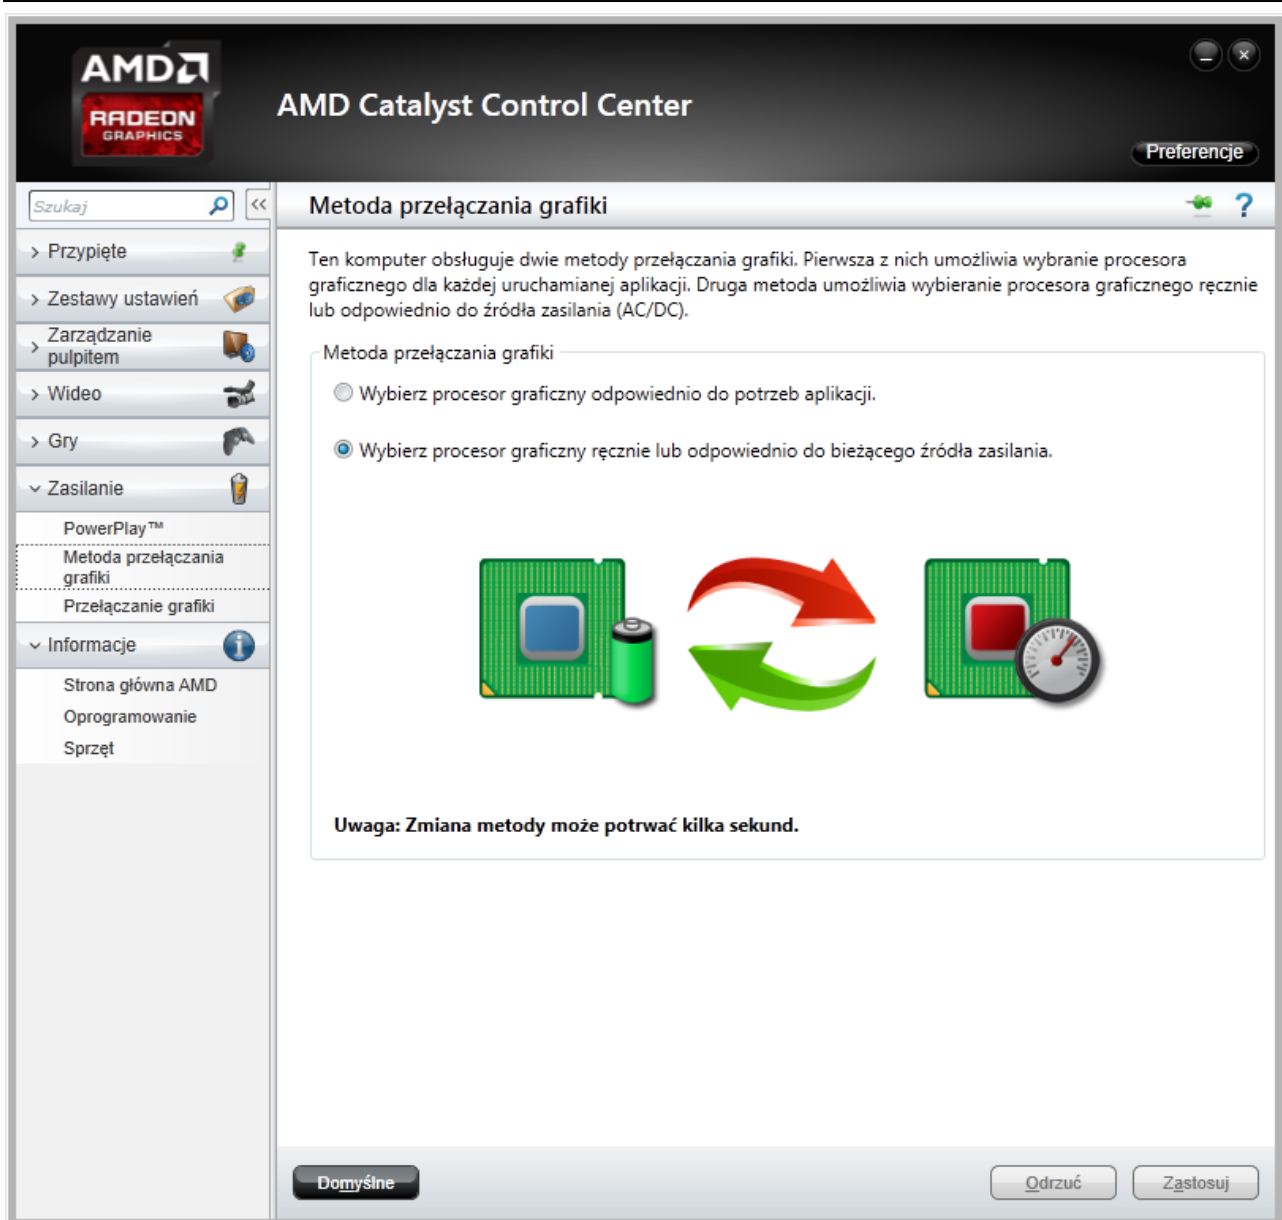 AMD
RADEON
GRAPHICS
AMD Catalyst Control Center
Preferencje
Szukaj
<<
Metoda przełączania grafiki
?
> Przypięte
> Zestawy ustawień
> Zarządzanie
pulpitem
> Wideo
> Gry
Zasilanie
PowerPlay™
Metoda przełączania
grafiki
Przełączanie grafiki
Informacje
Strona główna AMD
Oprogramowanie
Sprzęt
Ten komputer obsługuje dwie metody przełączania grafiki. Pierwsza z nich umożliwia wybranie procesora
graficznego dla każdej uruchamianej aplikacji. Druga metoda umożliwia wybieranie procesora graficznego ręcznie
lub odpowiednio do źródła zasilania (AC/DC).
Metoda przełączania grafiki
Wybierz procesor graficzny odpowiednio do potrzeb aplikacji.
Wybierz procesor graficzny ręcznie lub odpowiednio do bieżącego źródła zasilania.
Uwaga: Zmiana metody może potrwać kilka sekund.
Domyślne
Odrzuć
Zastosuj